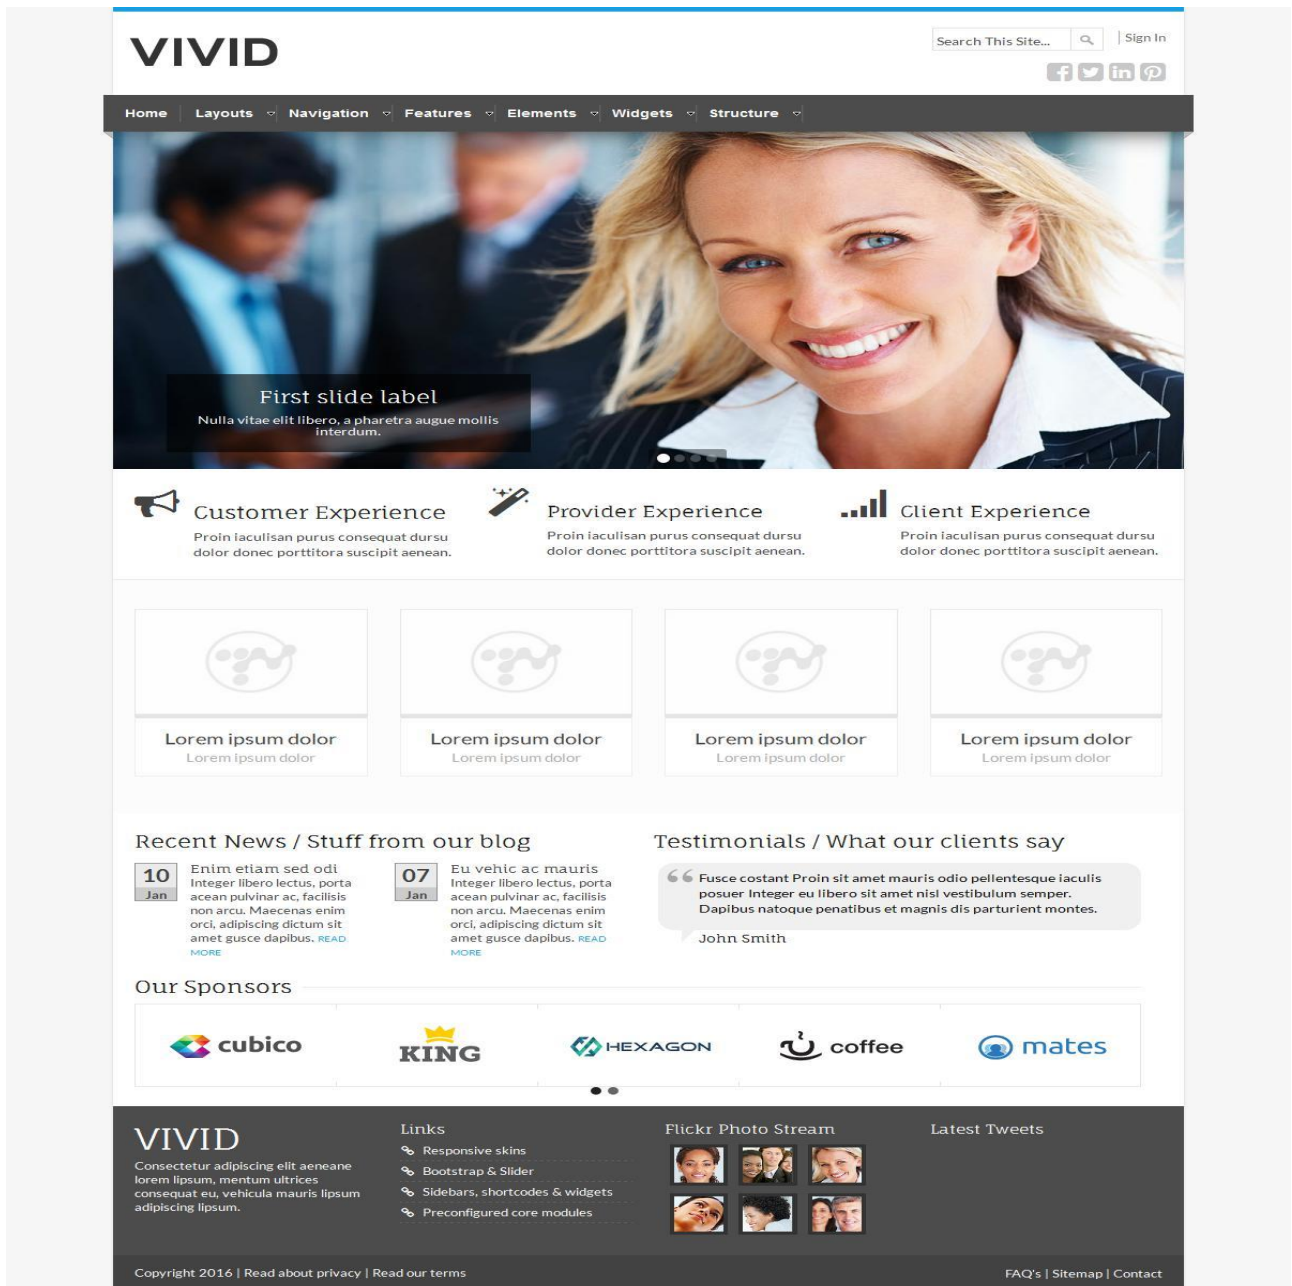 VIVID
Search This Site...
| Sign In
Home
Layouts
Navigation
Features
Elements
Widgets
Structure
First slide label
Nulla vitae elit libero, a pharetra augue mollis
interdum.
Customer Experience
Proin iaculisan purus consequat dursu
dolor donec porttitora suscipit aenean.
Provider Experience
Proin iaculisan purus consequat dursu
dolor donec porttitora suscipit aenean.
Client Experience
Proin iaculisan purus consequat dursu
dolor donec porttitora suscipit aenean.
Lorem ipsum dolor
Lorem ipsum dolor
Lorem ipsum dolor
Lorem ipsum dolor
Lorem ipsum dolor
Lorem ipsum dolor
Lorem ipsum dolor
Lorem ipsum dolor
Recent News / Stuff from our blog
10
Jan
Enim etiam sed odi
Integer libero lectus, porta
acean pulvinar ac, facilisis
non arcu. Maecenas enim
orci, adipiscing dictum sit
amet gusce dapibus. READ
MORE
07
Jan
Eu vehic ac mauris
Integer libero lectus, porta
acean pulvinar ac, facilisis
non arcu. Maecenas enim
orci, adipiscing dictum sit
amet gusce dapibus. READ
MORE
Testimonials / What our clients say
Fusce costant Proin sit amet mauris odio pellentesque iaculis
posuer Integer eu libero sit amet nisl vestibulum semper.
Dapibus natoque penatibus et magnis dis parturient montes.
John Smith
Our Sponsors
cubico
KING
HEXAGON
coffee
mates
VIVID
Consectetur adipiscing elit aeneane
lorem lipsum, mentum ultrices
consequat eu, vehicula mauris lipsum
adipiscing lipsum.
Links
Responsive skins
Bootstrap & Slider
Sidebars, shortcodes & widgets
Preconfigured core modules
Flickr Photo Stream
Latest Tweets
Copyright 2016 | Read about privacy | Read our terms
FAQ's | Sitemap | Contact